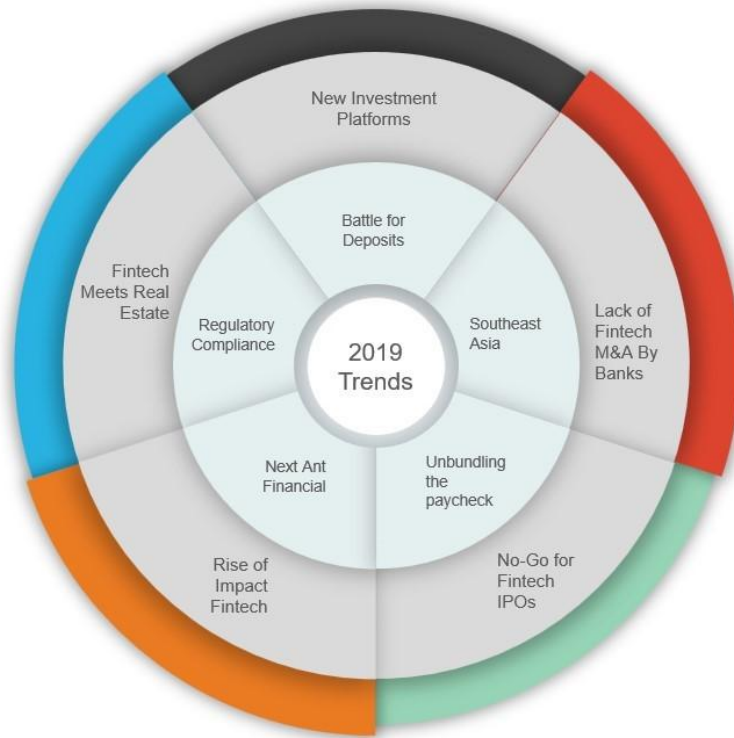 New Investment
Platforms
Battle for
Deposits
Fintech
Meets Real
Estate
Regulatory
Compliance
2019
Trends
Southeast
Asia
Lack of
Fintech
M&A By
Banks
Next Ant
Financial
Unbundling
the
paycheck
Rise of
Impact
Fintech
No-Go for
Fintech
IPOs